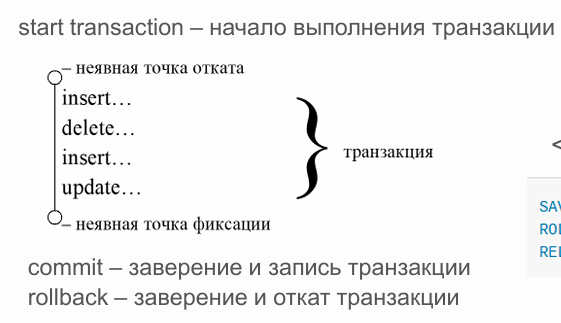 start transaction – начало выполнения транзакции
– неявная точка отката
insert…
delete…
insert…
update…
} транзакция
– неявная точка фиксации
commit – заверение и запись транзакции
rollback – заверение и откат транзакции
<